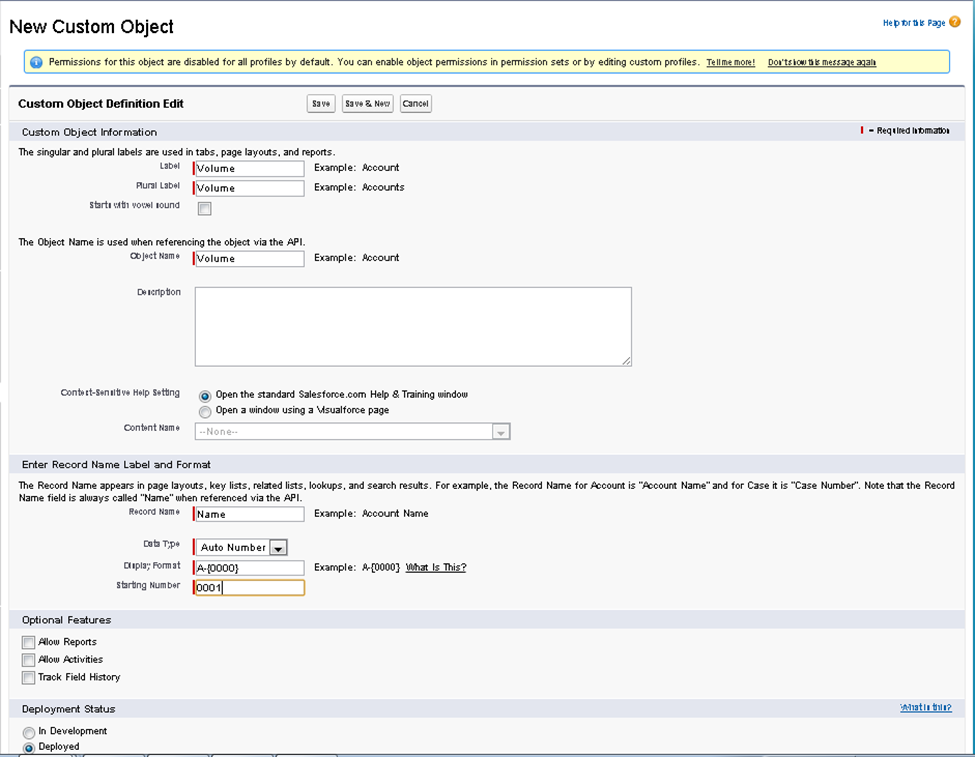 New Custom Object
Help for this Page
Permissions for this object are disabled for all profiles by default. You can enable object permissions in permission sets or by editing custom profiles. Tell me more! Don't show this message again
Custom Object Definition Edit Save Save & New Cancel
Custom Object Information = Required Information
The singular and plural labels are used in tabs, page layouts, and reports.
Label Volume Example: Account
Plural Label Volume Example: Accounts
Starts with vowel sound
The Object Name is used when referencing the object via the API.
Object Name Volume Example: Account
Description
Context-Sensitive Help Setting Open the standard Salesforce.com Help & Training window
Open a window using a Visualforce page
Content Name --None--
Enter Record Name Label and Format
The Record Name appears in page layouts, key lists, related lists, lookups, and search results. For example, the Record Name for Account is "Account Name" and for Case it is "Case Number". Note that the Record
Name field is always called "Name" when referenced via the API.
Record Name Name Example: Account Name
Data Type Auto Number
Display Format A-{0000} Example: A-{0000} What Is This?
Starting Number 0001
Optional Features
Allow Reports
Allow Activities
Track Field History
Deployment Status What is this?
In Development
Deployed